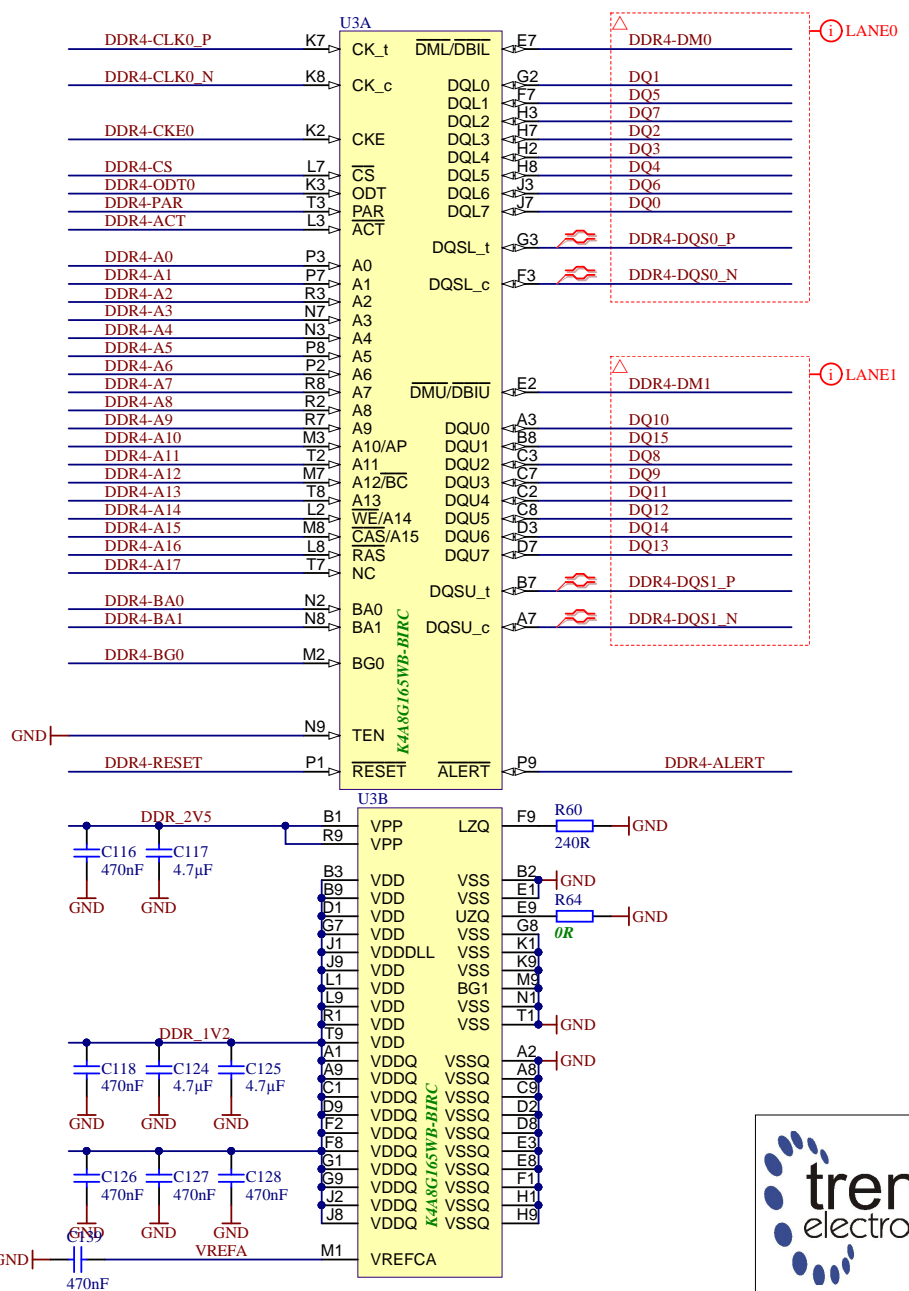 U3A
DDR4-CLK0_P K7 CK_t DML/DBIL E7 DDR4-DM0
LANE0
DDR4-CLK0_N K8 CK_c DQL0 G2 DQ1
DQL1 F7 DQ5
DQL2 H3 DQ7
DDR4-CKE0 K2 CKE DQL3 H7 DQ2
DQL4 H2 DQ3
DDR4-CS L7 CS DQL5 H8 DQ4
DDR4-ODT0 K3 ODT DQL6 J3 DQ6
DDR4-PAR T3 PAR DQL7 J7 DQ0
DDR4-ACT L3 ACT
DQSL_t G3 DDR4-DQS0_P
DDR4-A0 P3 A0
DDR4-A1 P7 A1 DQSL_c F3 DDR4-DQS0_N
DDR4-A2 R3 A2
DDR4-A3 N7 A3
DDR4-A4 N3 A4
DDR4-A5 P8 A5
DDR4-A6 P2 A6
LANE1
DDR4-A7 R8 A7 DMU/DBIU E2 DDR4-DM1
DDR4-A8 R2 A8
DDR4-A9 R7 A9 DQU0 A3 DQ10
DDR4-A10 M3 A10/AP DQU1 B8 DQ15
DDR4-A11 T2 A11 DQU2 C3 DQ8
DDR4-A12 M7 A12/BC DQU3 C7 DQ9
DDR4-A13 T8 A13 DQU4 C2 DQ11
DDR4-A14 L2 WE/A14 DQU5 C8 DQ12
DDR4-A15 M8 CAS/A15 DQU6 D3 DQ14
DDR4-A16 L8 RAS DQU7 D7 DQ13
DDR4-A17 T7 NC
DQSU_t B7 DDR4-DQS1_P
DDR4-BA0 N2 BA0
DDR4-BA1 N8 BA1 DQSU_c A7 DDR4-DQS1_N
DDR4-BG0 M2 BG0
K4A8G165WB-BIRC
GND N9 TEN
DDR4-RESET P1 RESET ALERT P9 DDR4-ALERT
U3B
DDR_2V5 B1 VPP LZQ F9 R60 240R GND
R9 VPP
C116 470nF GND
C117 4.7µF GND
B3 VDD VSS B2 GND
B9 VDD VSS E1
D1 VDD UZQ E9 R64 0R GND
G7 VDD VSS G8
J1 VDDDLL VSS K1
J9 VDD VSS K9
L1 VDD BG1 M9
L9 VDD VSS N1
R1 VDD VSS T1 GND
DDR_1V2 T9 VDD
A1 VDDQ VSSQ A2 GND
C118 470nF GND
C124 4.7µF GND
C125 4.7µF GND
A9 VDDQ VSSQ A8
C1 VDDQ VSSQ C9
D9 VDDQ VSSQ D2
F2 VDDQ VSSQ D8
F8 VDDQ VSSQ E3
G1 VDDQ VSSQ E8
G9 VDDQ VSSQ F1
J2 VDDQ VSSQ H1
J8 VDDQ VSSQ H9
K4A8G165WB-BIRC
C126 470nF GND
C127 470nF GND
C128 470nF GND
GND 470nF VREFA M1 VREFCA
tren
electro